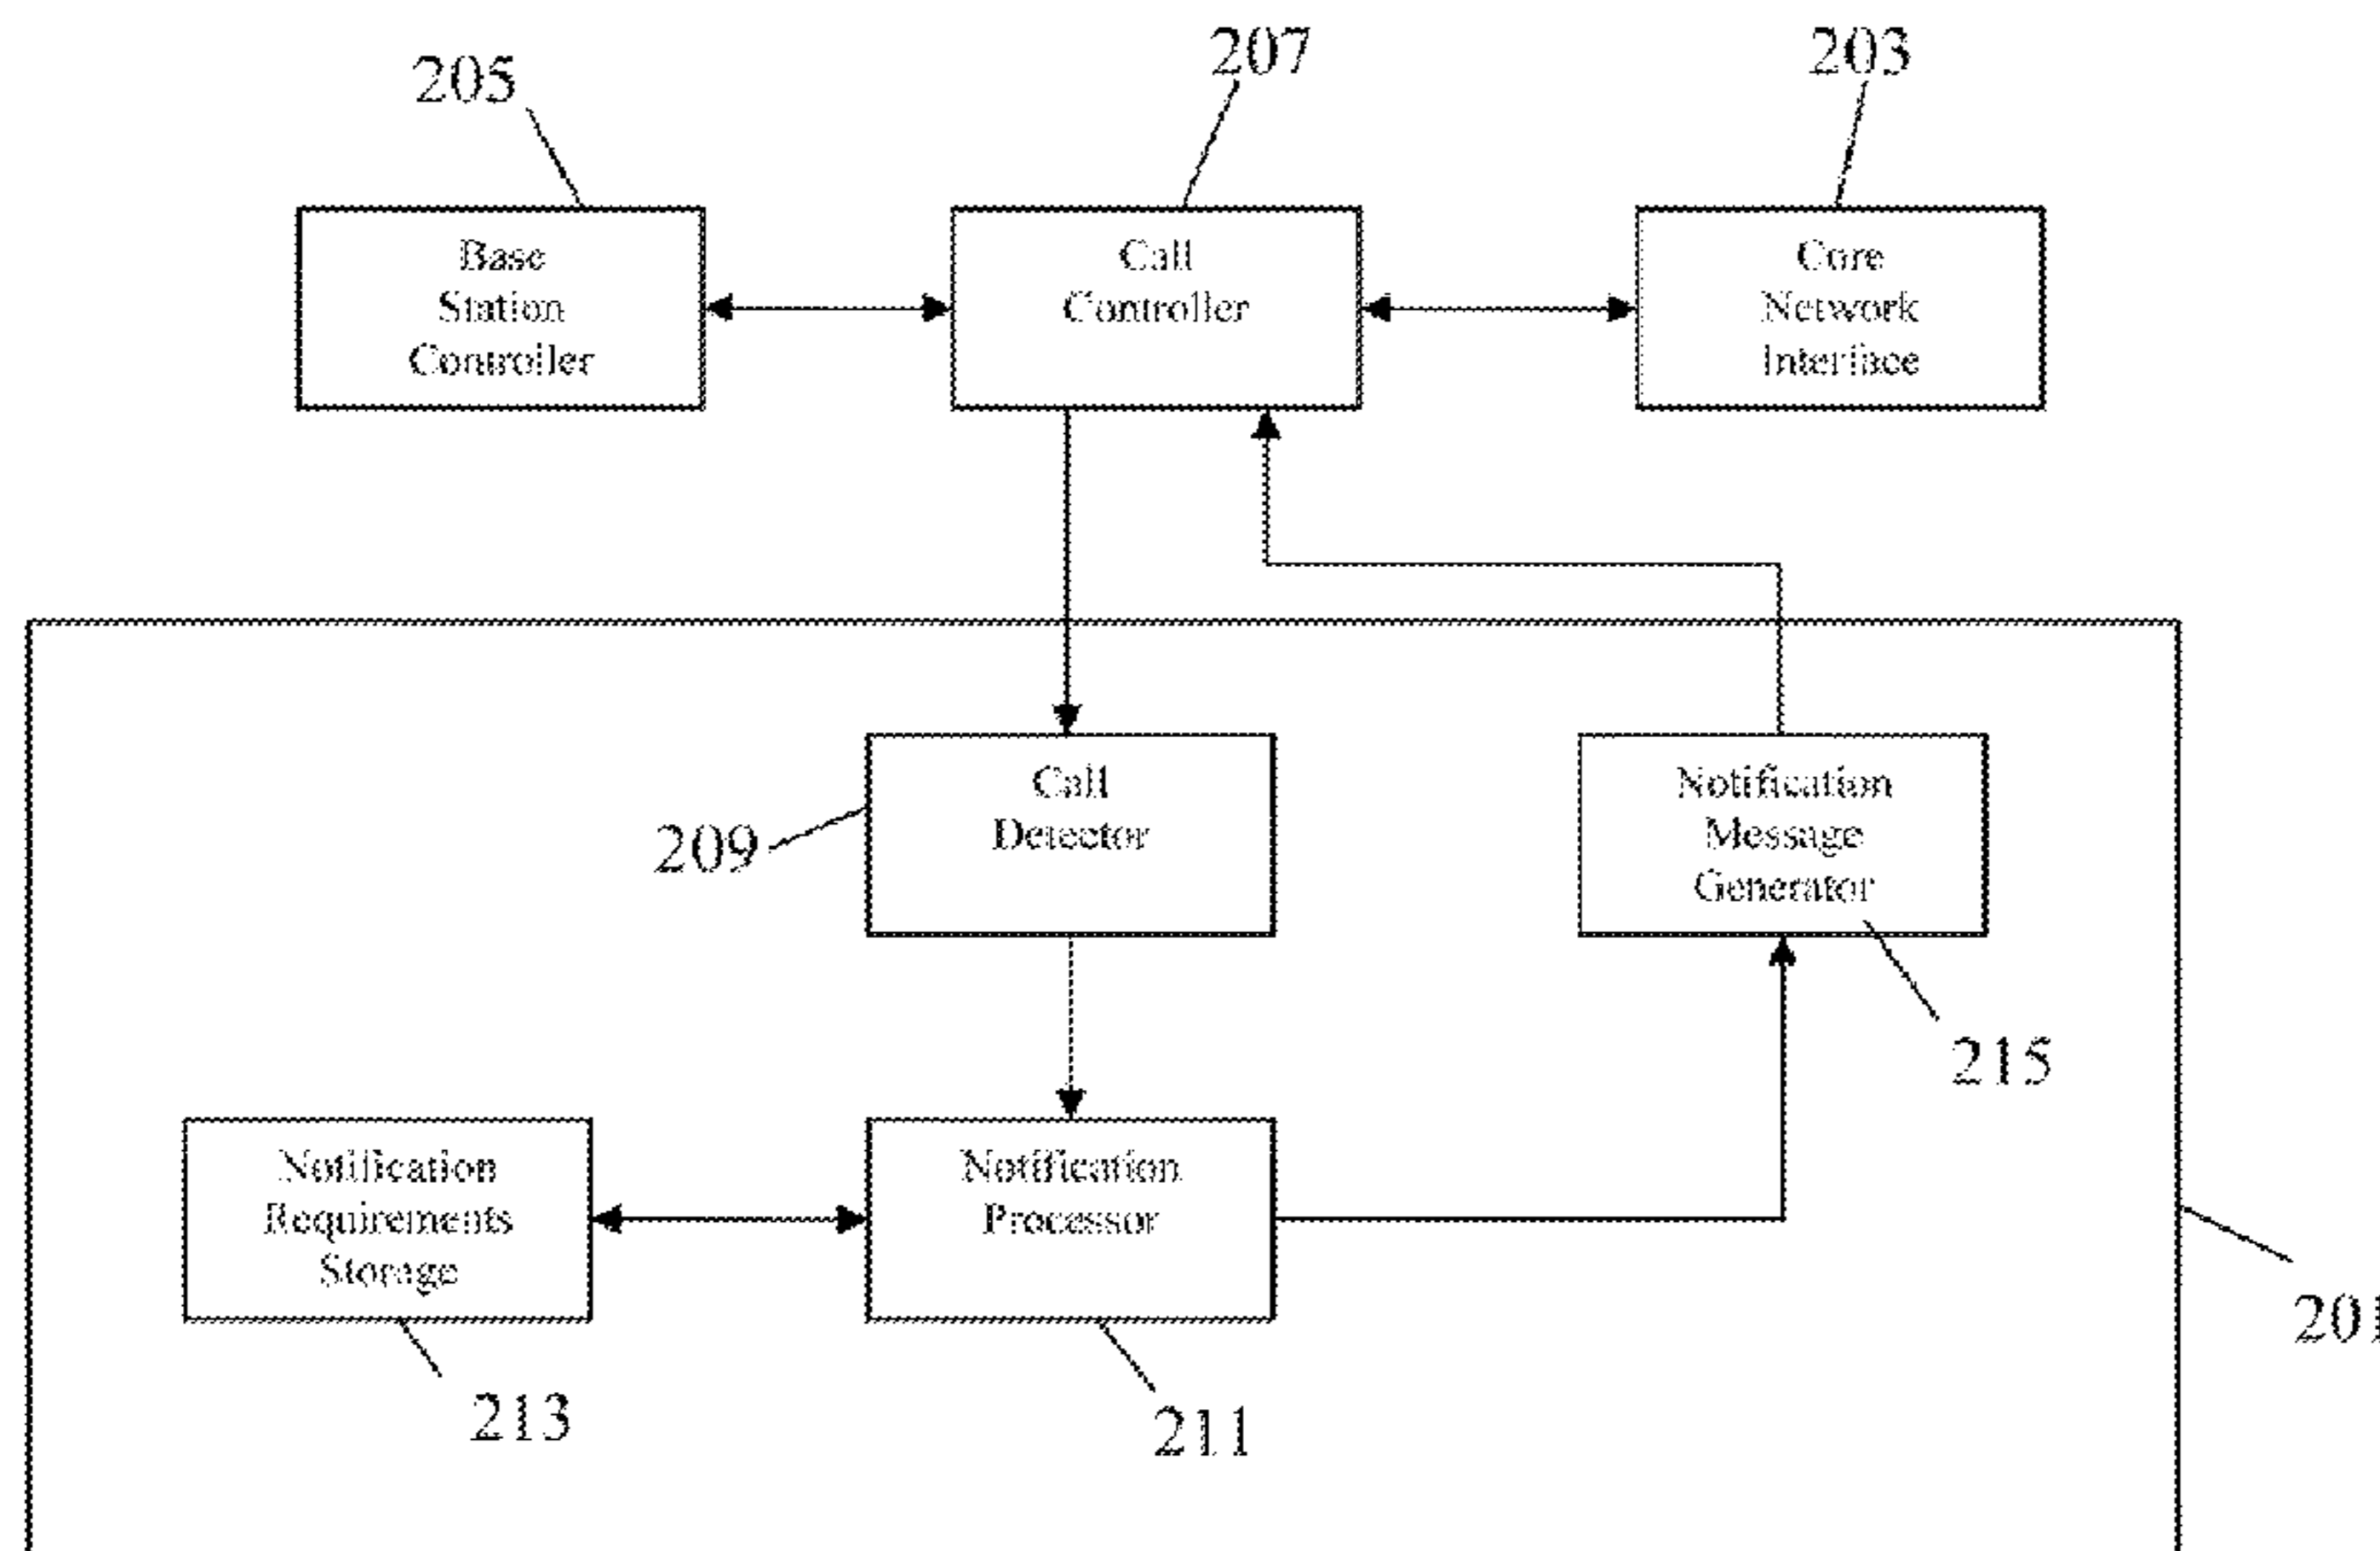 205
207
203
Base
Station
Controller
Call
Controller
Core
Network
Interface
Call
Detector
209
Notification
Message
Generator
215
Notification
Requirements
Storage
Notification
Processor
201
213
211